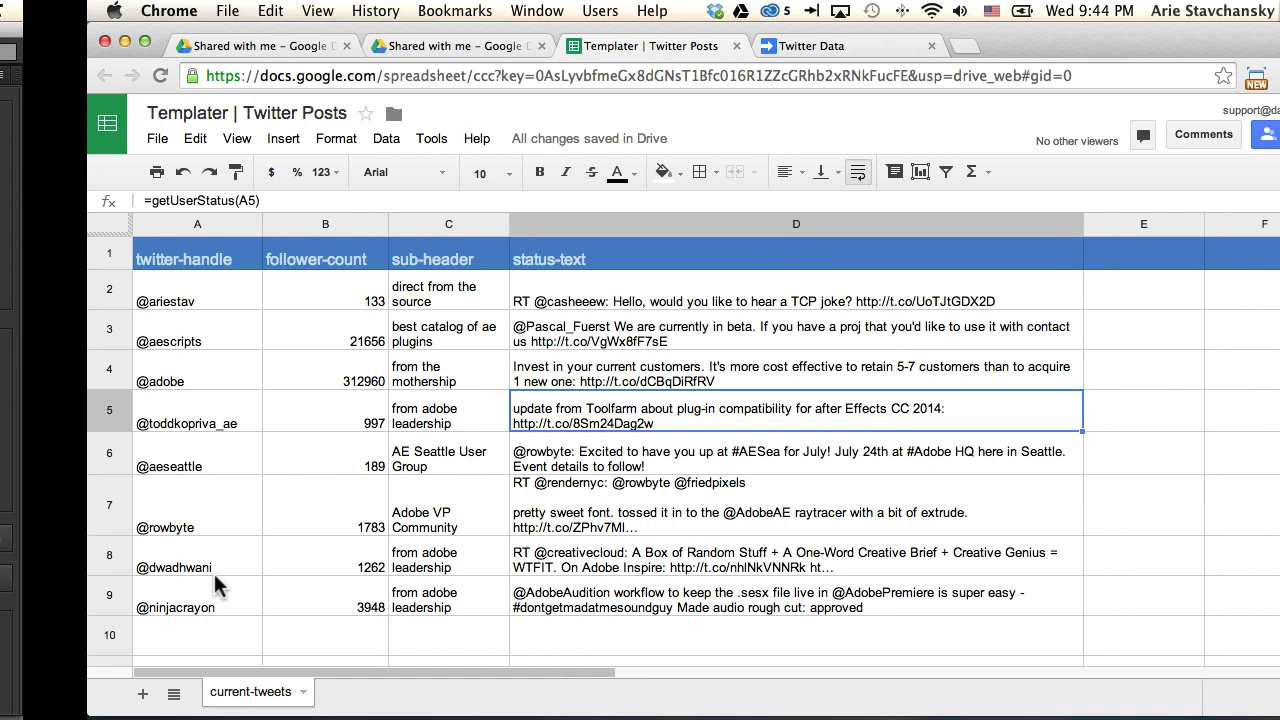 Chrome File Edit View History Bookmarks Window Users Help 5 Wed 9:44 PM Arie Stavchansky
Shared with me – Google D Shared with me – Google D Templater | Twitter Posts Twitter Data
https://docs.google.com/spreadsheet/ccc?key=0AsLyvbfmeGx8dGNsT1Bfc016R1ZZcGRhb2xRNkFucFE&usp=drive_web#gid=0
NEW
Templater | Twitter Posts
support@da
File Edit View Insert Format Data Tools Help All changes saved in Drive
No other viewers Comments
$ % 123 Arial 10 B I S A Σ
fx =getUserStatus(A5)
A B C D E F
1 twitter-handle follower-count sub-header status-text
2 @ariestav 133 direct from the source RT @casheeew: Hello, would you like to hear a TCP joke? http://t.co/UoTJtGDX2D
3 @aescripts 21656 best catalog of ae plugins @Pascal_Fuerst We are currently in beta. If you have a proj that you'd like to use it with contact us http://t.co/VgWx8fF7sE
4 @adobe 312960 from the mothership Invest in your current customers. It's more cost effective to retain 5-7 customers than to acquire 1 new one: http://t.co/dCBqDiRfRV
5 @toddkopriva_ae 997 from adobe leadership update from Toolfarm about plug-in compatibility for after Effects CC 2014: http://t.co/8Sm24Dag2w
6 @aeseattle 189 AE Seattle User Group @rowbyte: Excited to have you up at #AESea for July! July 24th at #Adobe HQ here in Seattle. Event details to follow!
7 @rowbyte 1783 Adobe VP Community RT @rendernyc: @rowbyte @friedpixels
pretty sweet font. tossed it in to the @AdobeAE raytracer with a bit of extrude. http://t.co/ZPhv7Ml…
8 @dwadhwani 1262 from adobe leadership RT @creativecloud: A Box of Random Stuff + A One-Word Creative Brief + Creative Genius = WTFIT. On Adobe Inspire: http://t.co/nhlNkVNNRk ht…
9 @ninjacrayon 3948 from adobe leadership @AdobeAudition workflow to keep the .sesx file live in @AdobePremiere is super easy - #dontgetmadatmesoundguy Made audio rough cut: approved
10
current-tweets